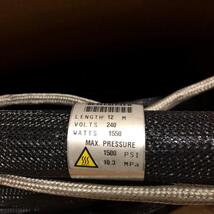 LENGTH 12 M
VOLTS 240
WATTS 1550
MAX. PRESSURE
1500 PSI
10.3 MPa